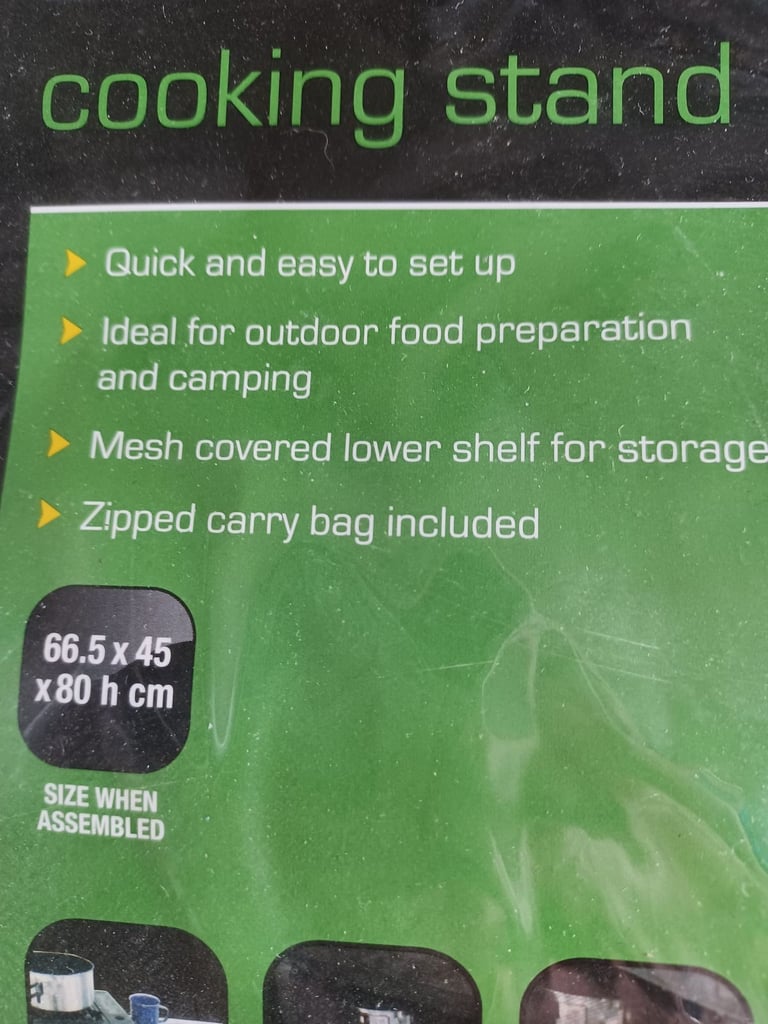 cooking stand
Quick and easy to set up
Ideal for outdoor food preparation
and camping
Mesh covered lower shelf for storage
Zipped carry bag included
66.5 x 45
x 80 h cm
SIZE WHEN
ASSEMBLED